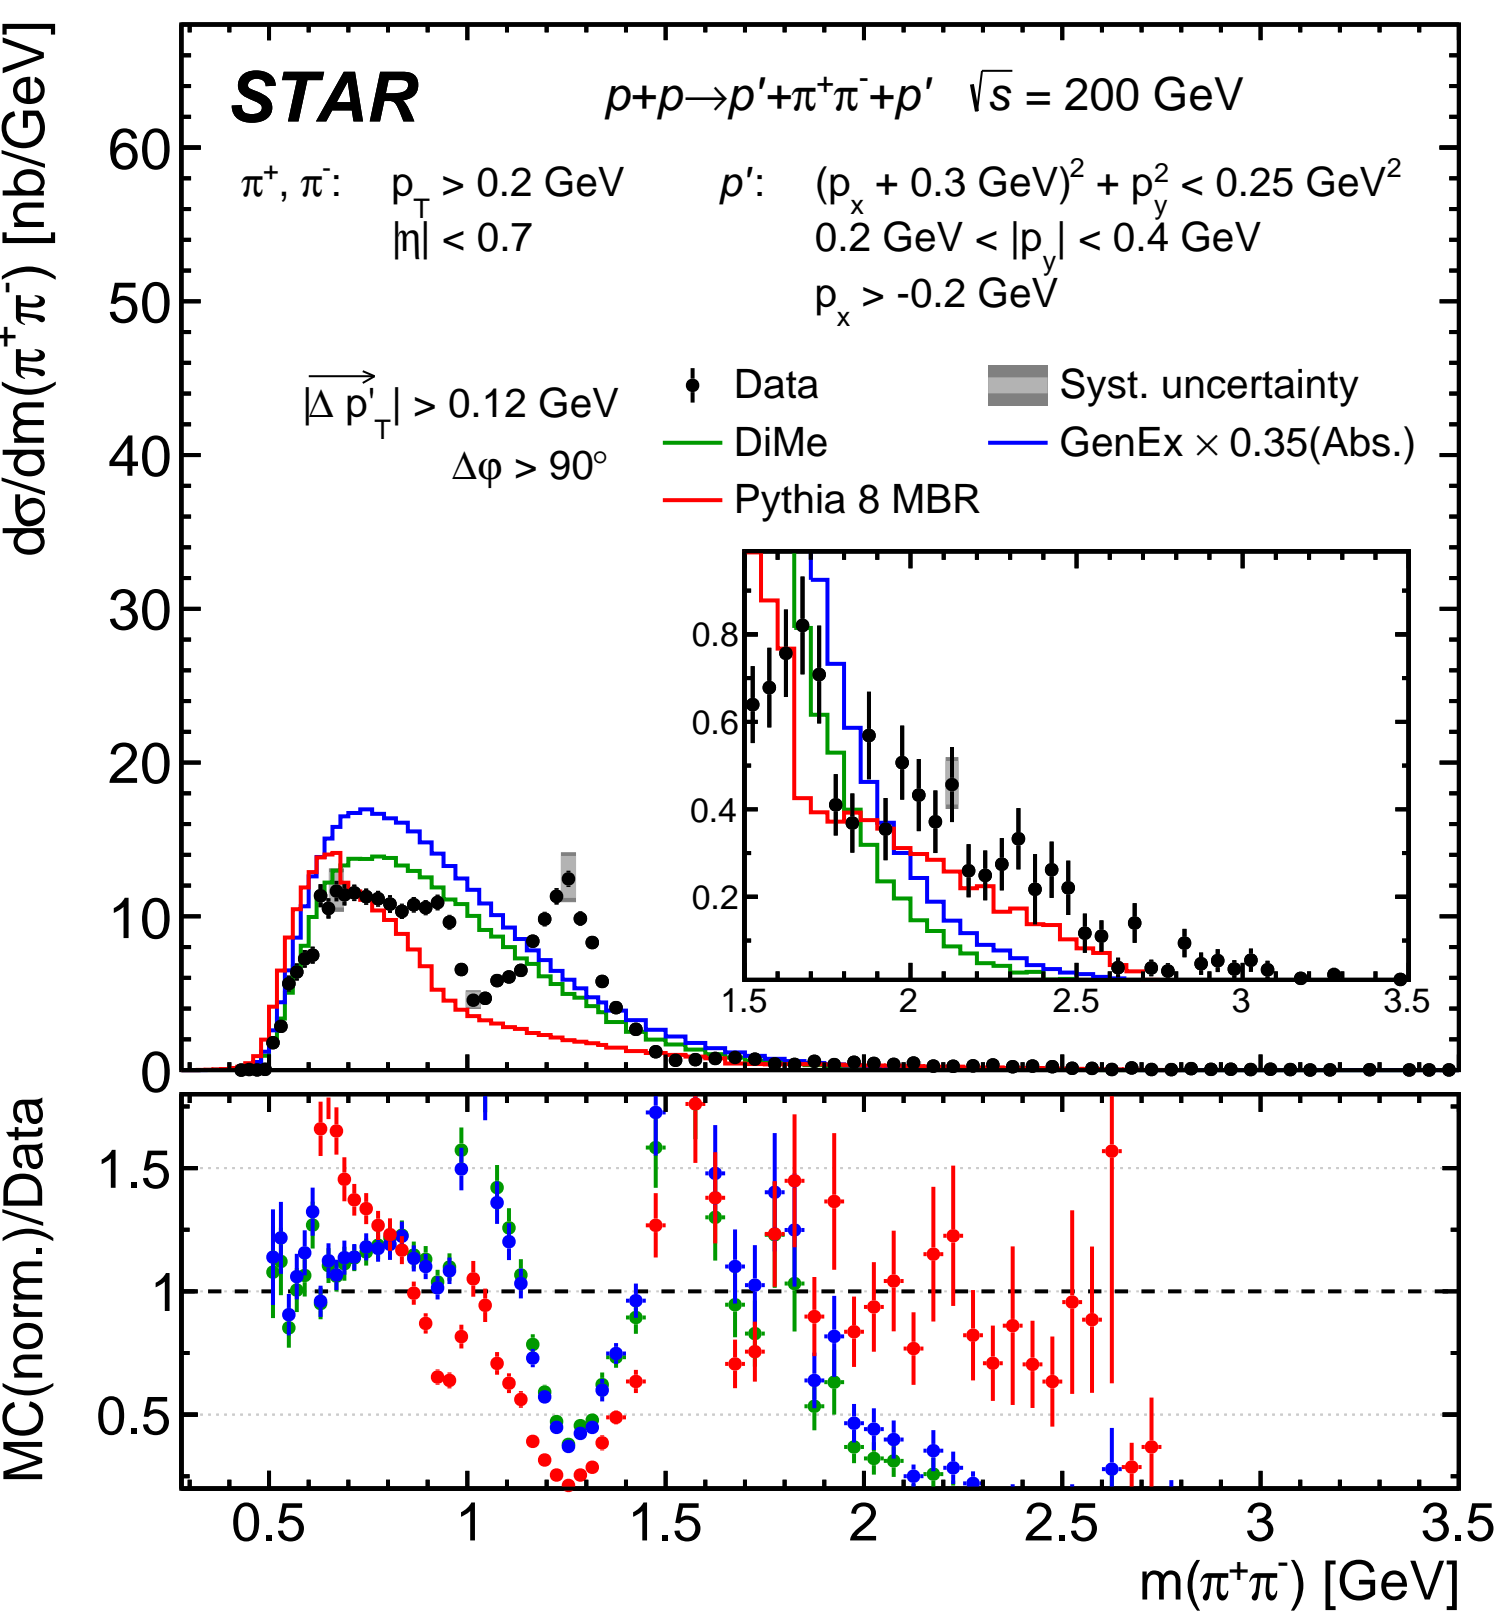 STAR p+p→p′+π⁺π⁻+p′ √s = 200 GeV
π⁺, π⁻: p_T > 0.2 GeV p′: (p_x + 0.3 GeV)² + p_y² < 0.25 GeV²
|η| < 0.7 0.2 GeV < |p_y| < 0.4 GeV
p_x > -0.2 GeV
|Δ p'_T| > 0.12 GeV
Δφ > 90°
Data Syst. uncertainty
DiMe GenEx × 0.35(Abs.)
Pythia 8 MBR
dσ/dm(π⁺π⁻) [nb/GeV]
60
50
40
30
20
10
0
0.8
0.6
0.4
0.2
1.5 2 2.5 3 3.5
MC(norm.)/Data
1.5
1
0.5
0.5 1 1.5 2 2.5 3 3.5
m(π⁺π⁻) [GeV]